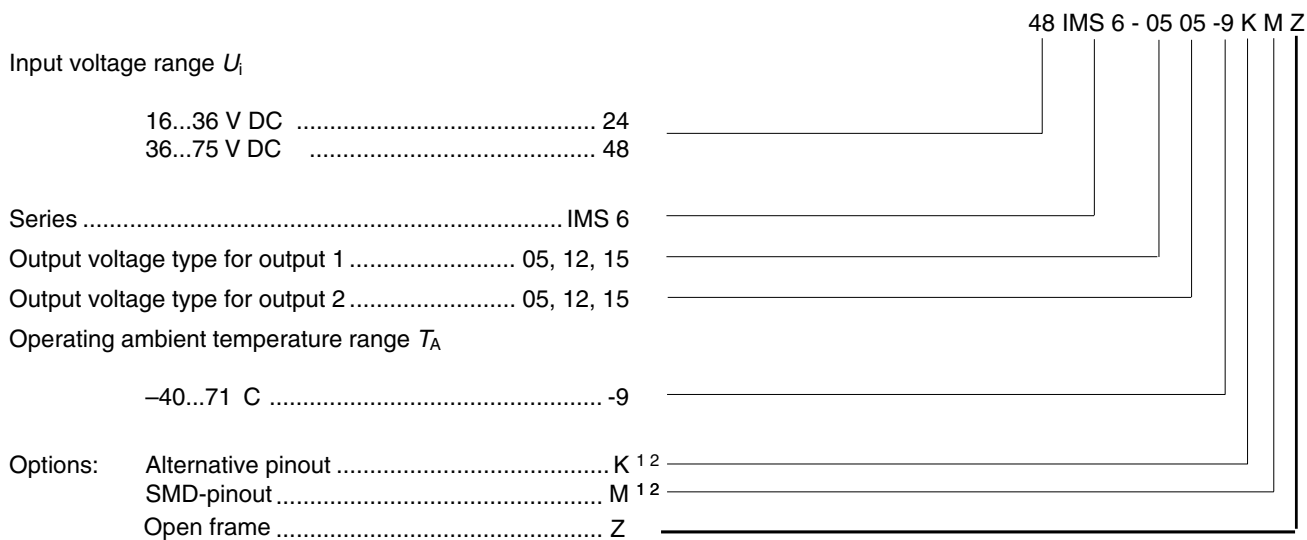 48 IMS 6 - 05 05 -9 K M Z
Input voltage range Ui
16...36 V DC ............................................. 24
36...75 V DC ........................................... 48
Series ........................................................................ IMS 6
Output voltage type for output 1 ......................... 05, 12, 15
Output voltage type for output 2 ......................... 05, 12, 15
Operating ambient temperature range TA
–40...71 C .................................................. -9
Options: Alternative pinout ......................................... K 1 2
SMD-pinout ................................................. M 1 2
Open frame ................................................. Z